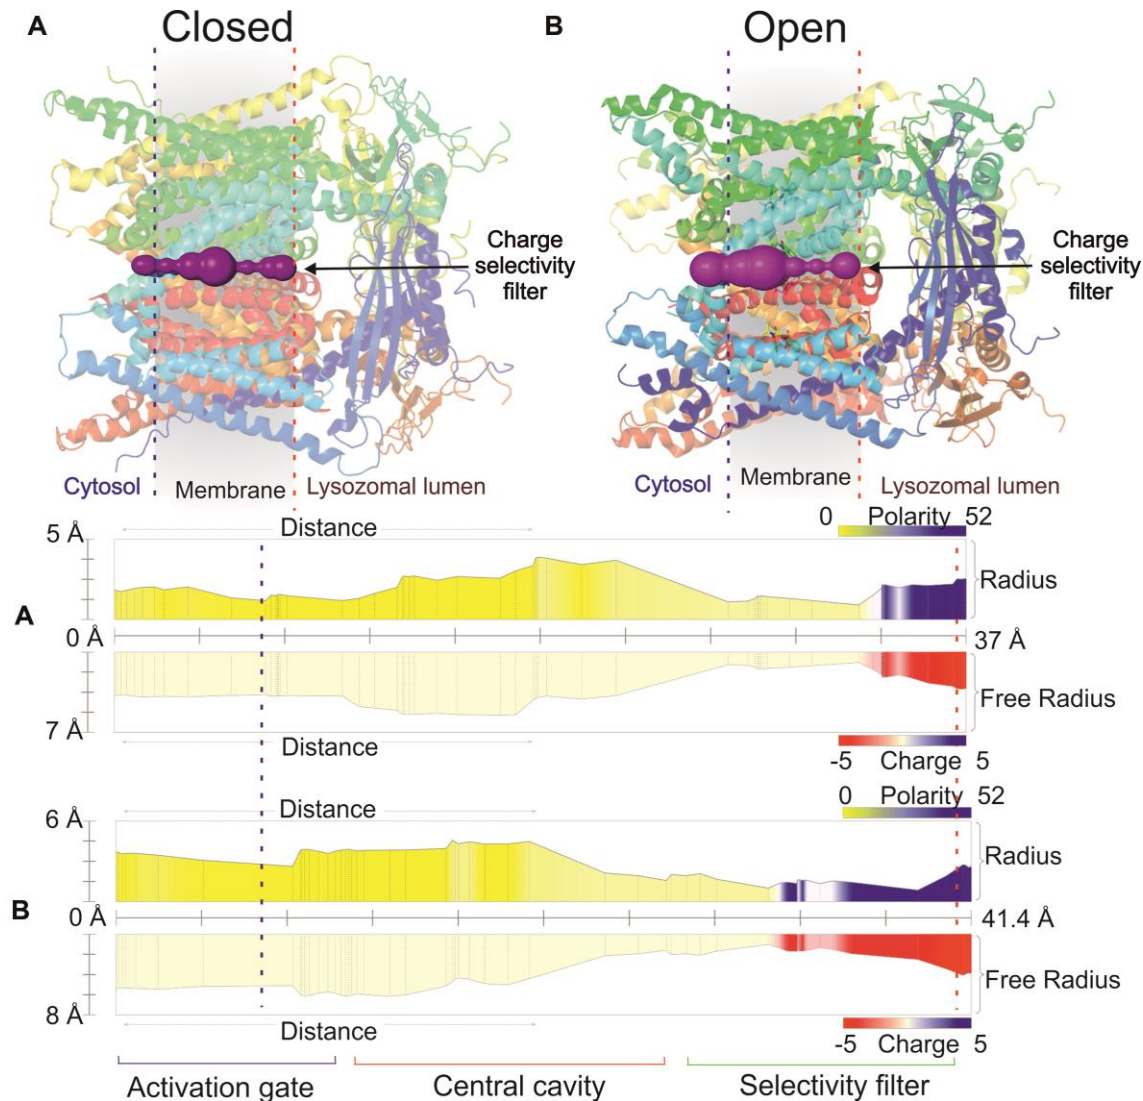 A Closed
B Open
Charge
selectivity
filter
Charge
selectivity
filter
Cytosol Membrane Lysozomal lumen
Cytosol Membrane Lysozomal lumen
0 Polarity 52
5 Å Distance
Radius
A
0 Å 37 Å
Free Radius
7 Å
Distance
-5 Charge 5
0 Polarity 52
6 Å Distance
Radius
B
0 Å 41.4 Å
Free Radius
8 Å
Distance
-5 Charge 5
Activation gate Central cavity Selectivity filter